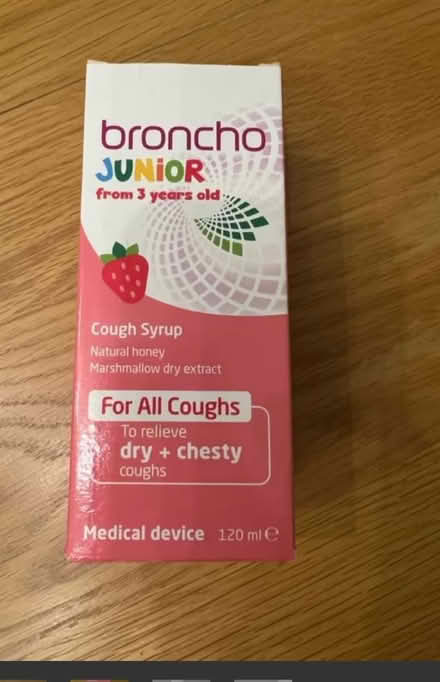 broncho
JUNiOR
from 3 years old
Cough Syrup
Natural honey
Marshmallow dry extract
For All Coughs
To relieve
dry + chesty
coughs
Medical device 120 ml ℮